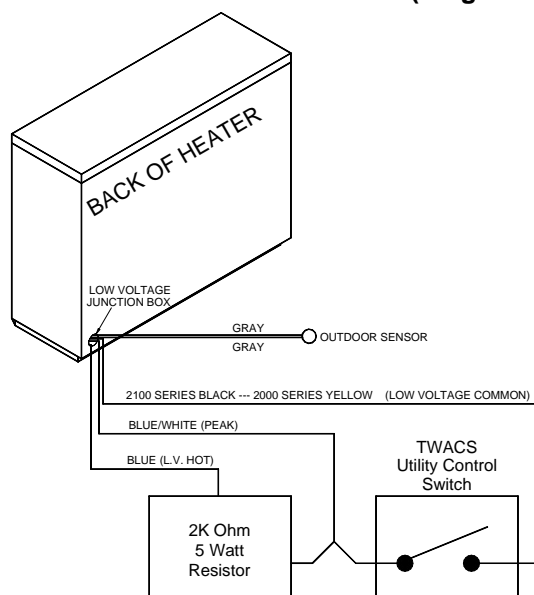 BACK OF HEATER
LOW VOLTAGE
JUNCTION BOX
GRAY
GRAY
OUTDOOR SENSOR
2100 SERIES BLACK --- 2000 SERIES YELLOW (LOW VOLTAGE COMMON)
BLUE/WHITE (PEAK)
BLUE (L.V. HOT)
TWACS
Utility Control
Switch
2K Ohm
5 Watt
Resistor